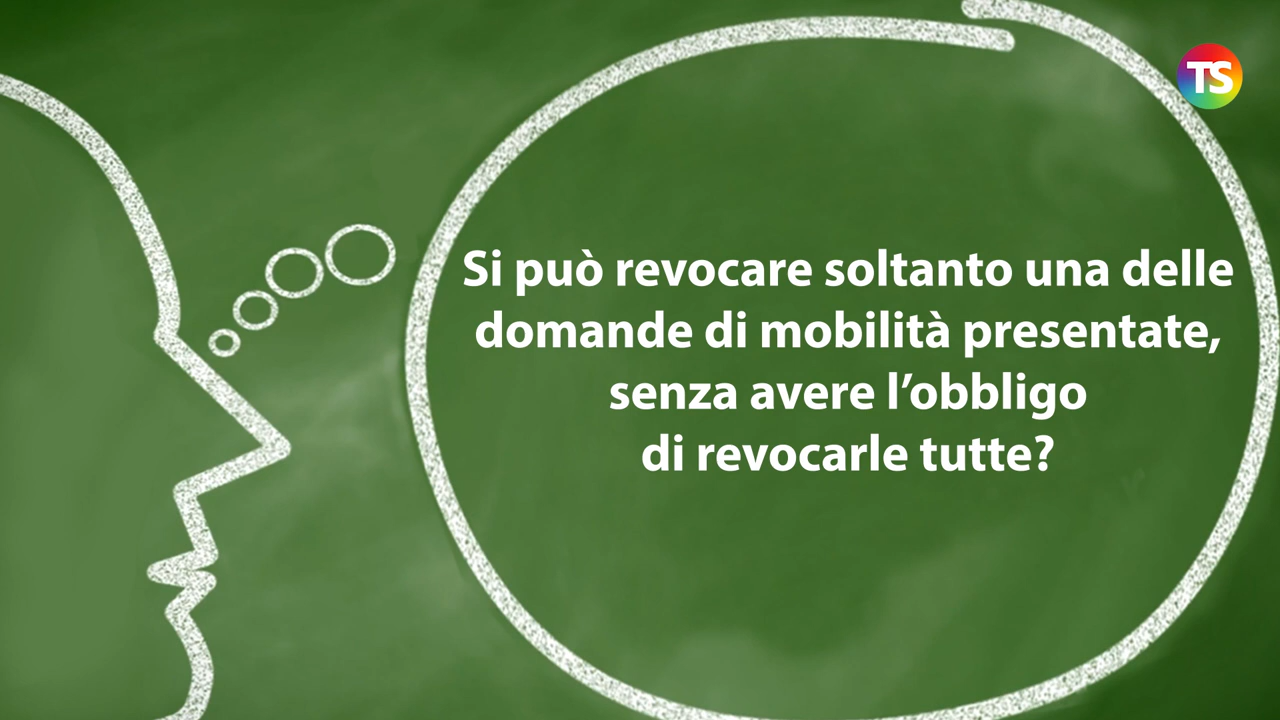 TS
Si può revocare soltanto una delle
domande di mobilità presentate,
senza avere l’obbligo
di revocarle tutte?